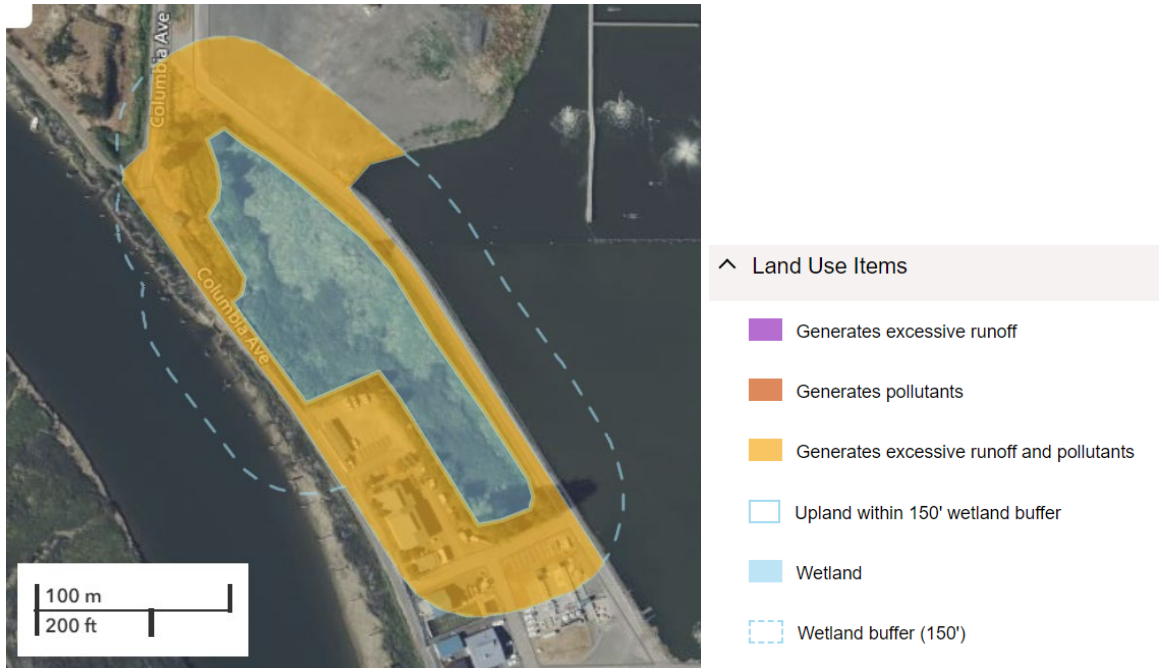 Columbia Ave
Columbia Ave
100 m
200 ft
Land Use Items
Generates excessive runoff
Generates pollutants
Generates excessive runoff and pollutants
Upland within 150' wetland buffer
Wetland
Wetland buffer (150')